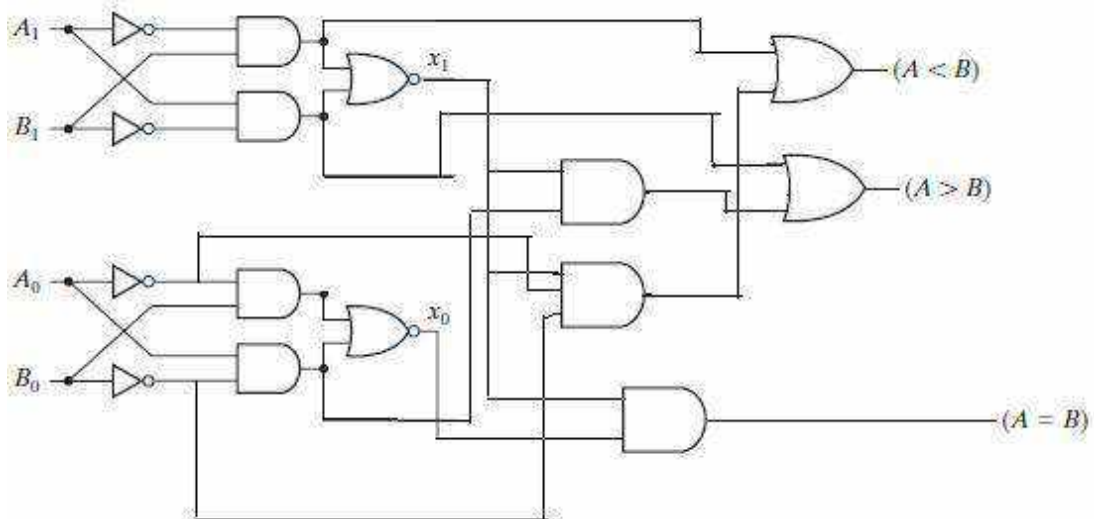 A₁
x₁
(A < B)
B₁
(A > B)
A₀
x₀
B₀
(A = B)